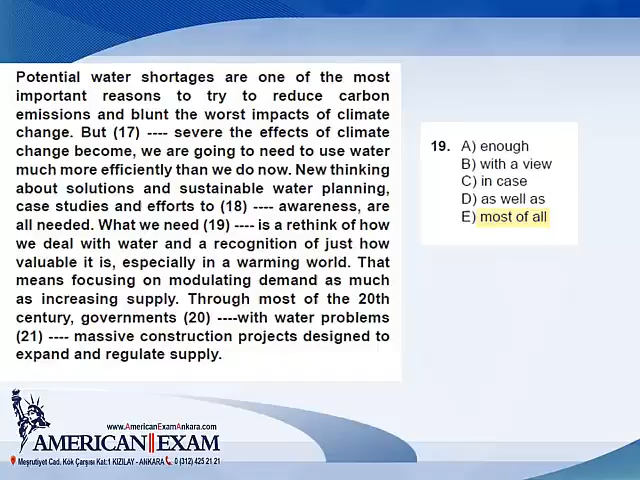 Potential water shortages are one of the most
important reasons to try to reduce carbon
emissions and blunt the worst impacts of climate
change. But (17) ---- severe the effects of climate
change become, we are going to need to use water
much more efficiently than we do now. New thinking
about solutions and sustainable water planning,
case studies and efforts to (18) ---- awareness, are
all needed. What we need (19) ---- is a rethink of how
we deal with water and a recognition of just how
valuable it is, especially in a warming world. That
means focusing on modulating demand as much
as increasing supply. Through most of the 20th
century, governments (20) ----with water problems
(21) ---- massive construction projects designed to
expand and regulate supply.
19. A) enough
B) with a view
C) in case
D) as well as
E) most of all
www.AmericanExamAnkara.com
AMERICAN EXAM
Meşrutiyet Cad. Kök Çarşısı Kat:1 KIZILAY - ANKARA 0 (312) 425 21 21